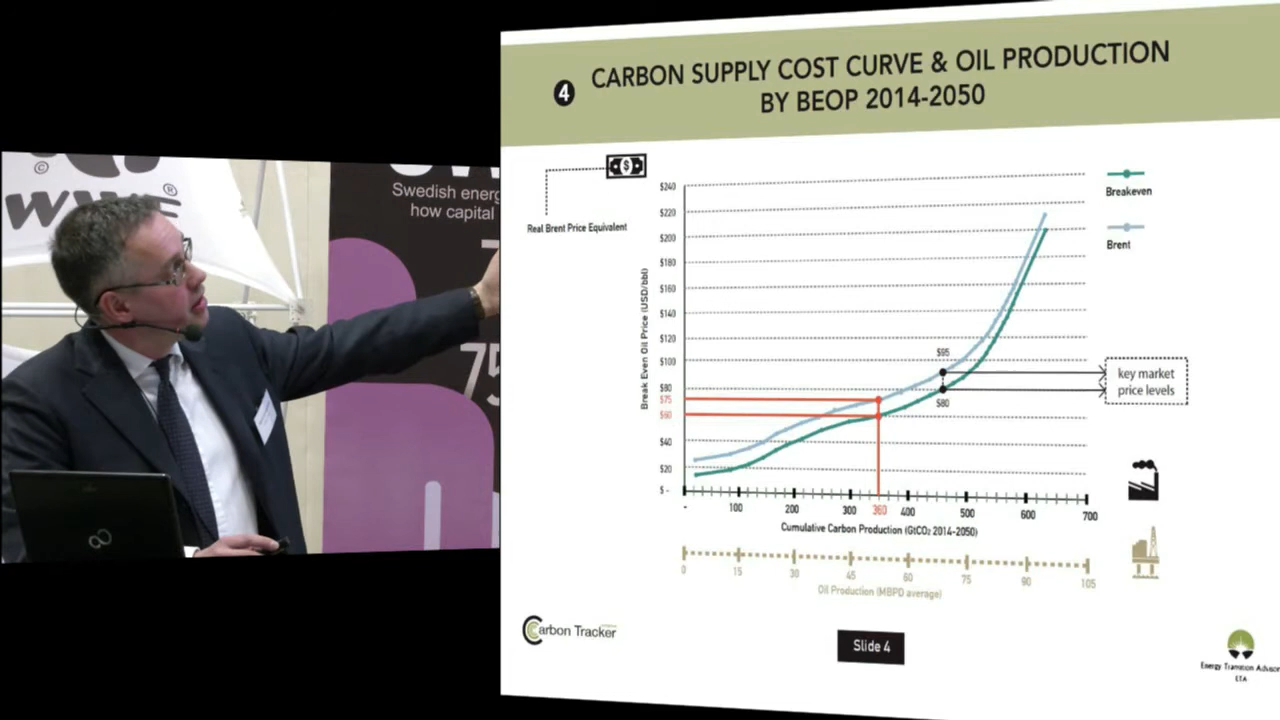 4
CARBON SUPPLY COST CURVE & OIL PRODUCTION
BY BEOP 2014-2050
©
WWF
®
Swedish energ
how capital
7
75
$
Real Brent Price Equivalent
Break Even Oil Price (USD/bbl)
$240
$220
$200
$180
$160
$140
$120
$100
$80
$75
$60
$40
$20
$ -
Breakeven
Brent
$95
$80
key market
price levels
- 100 200 300 360 400 500 600 700
Cumulative Carbon Production (GtCO₂ 2014-2050)
0 15 30 45 60 75 90 105
Oil Production (MBPD average)
Carbon Tracker
Slide 4
Energy Transition Advisor
ETA